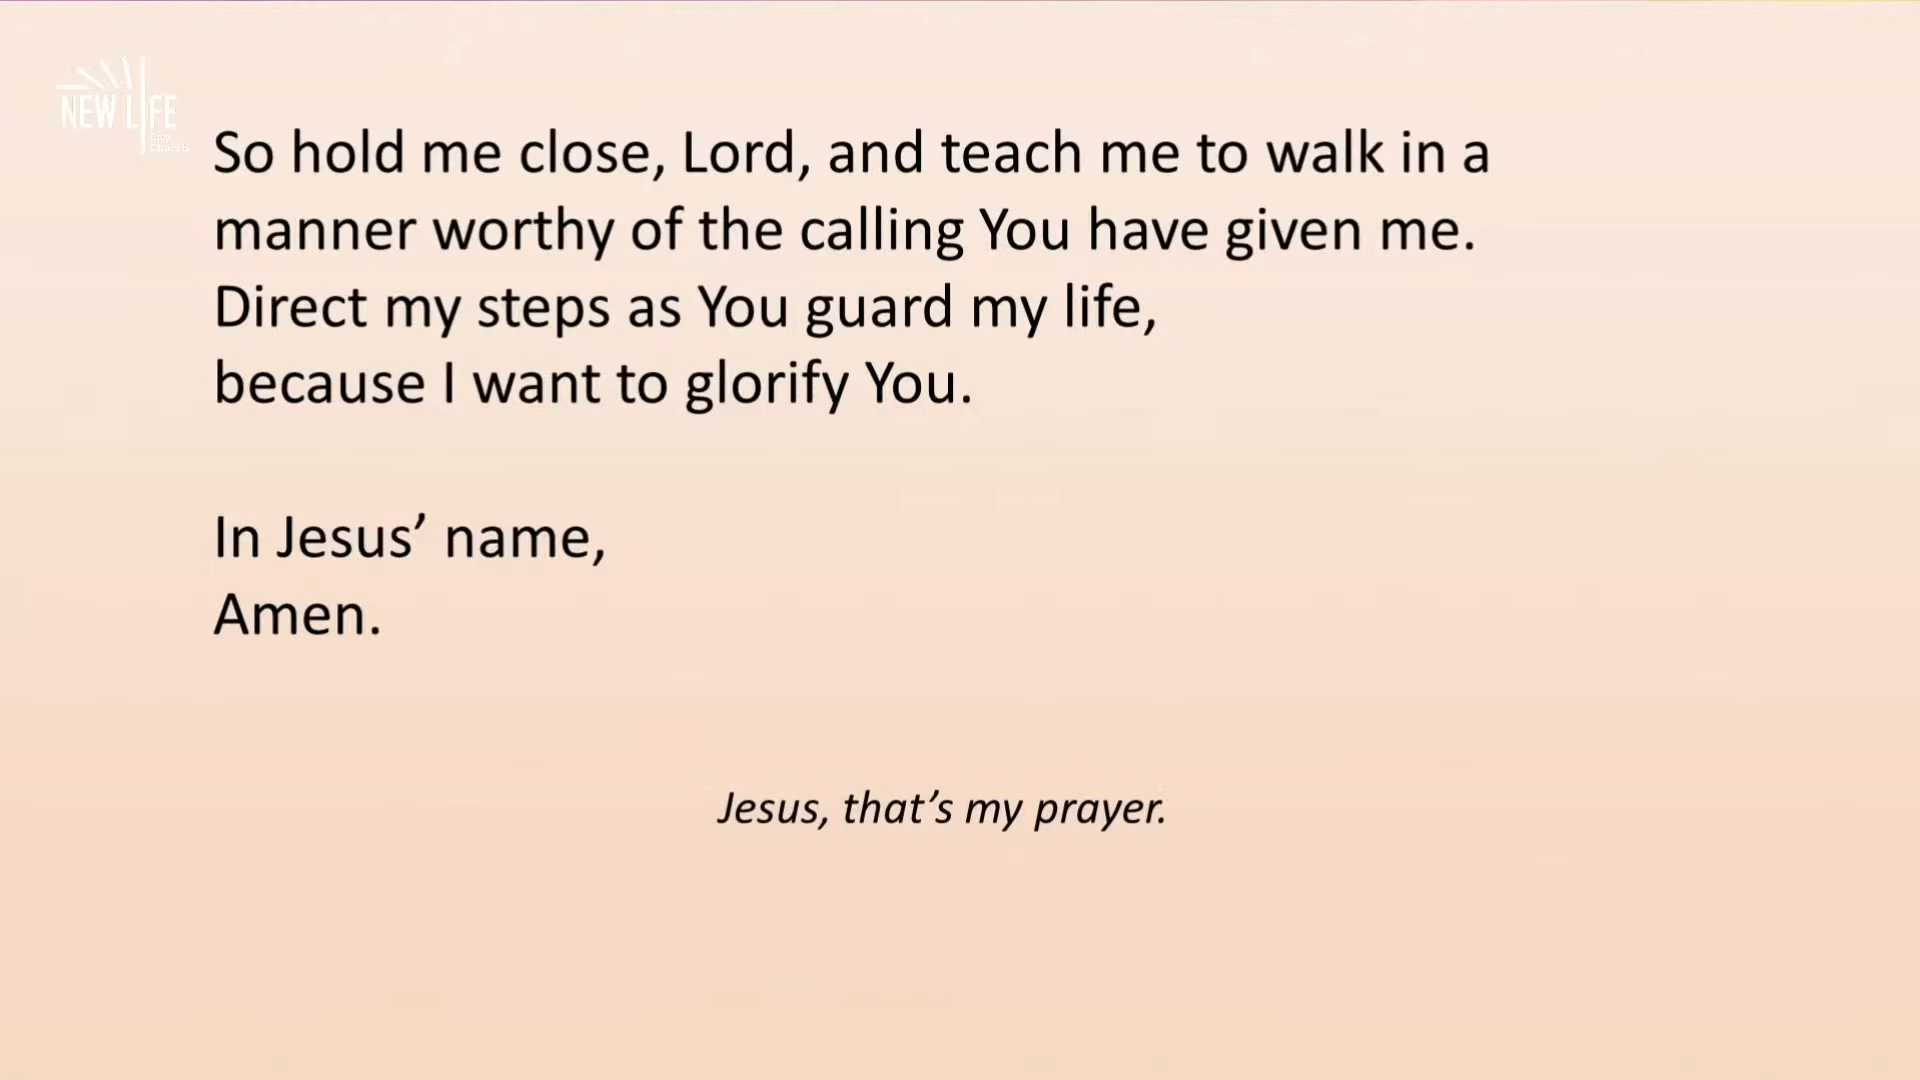 NEW LIFE
Church
So hold me close, Lord, and teach me to walk in a
manner worthy of the calling You have given me.
Direct my steps as You guard my life,
because I want to glorify You.
In Jesus’ name,
Amen.
Jesus, that’s my prayer.